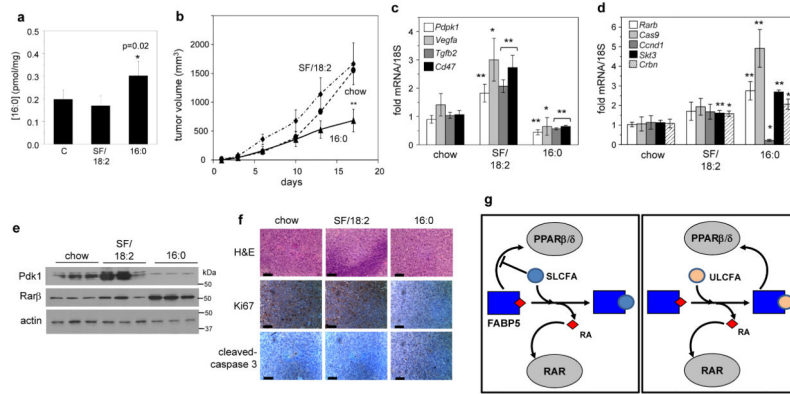 a
[16:0] (pmol/mg)
0.5
0.4
0.3
0.2
0.1
0.0
p=0.02
*
C
SF/
18:2
16:0
b
tumor volume (mm³)
2000
1500
1000
500
0
SF/18:2
chow
**
16:0
0
5
10
15
20
days
c
fold mRNA/18S
5
4
3
2
1
0
Pdpk1
Vegfa
Tgfb2
Cd47
**
*
**
**
*
**
chow
SF/
18:2
16:0
d
fold mRNA/18S
7
6
5
4
3
2
1
0
Rarb
Cas9
Ccnd1
Skt3
Crbn
** *
**
**
*
**
*
chow
SF/
18:2
16:0
e
chow
SF/
18:2
16:0
Pdk1
Rarβ
actin
kDa
50
50
37
f
chow
SF/18:2
16:0
H&E
Ki67
cleaved-
caspase 3
g
PPARβ/δ
SLCFA
FABP5
RA
RAR
PPARβ/δ
ULCFA
RA
RAR